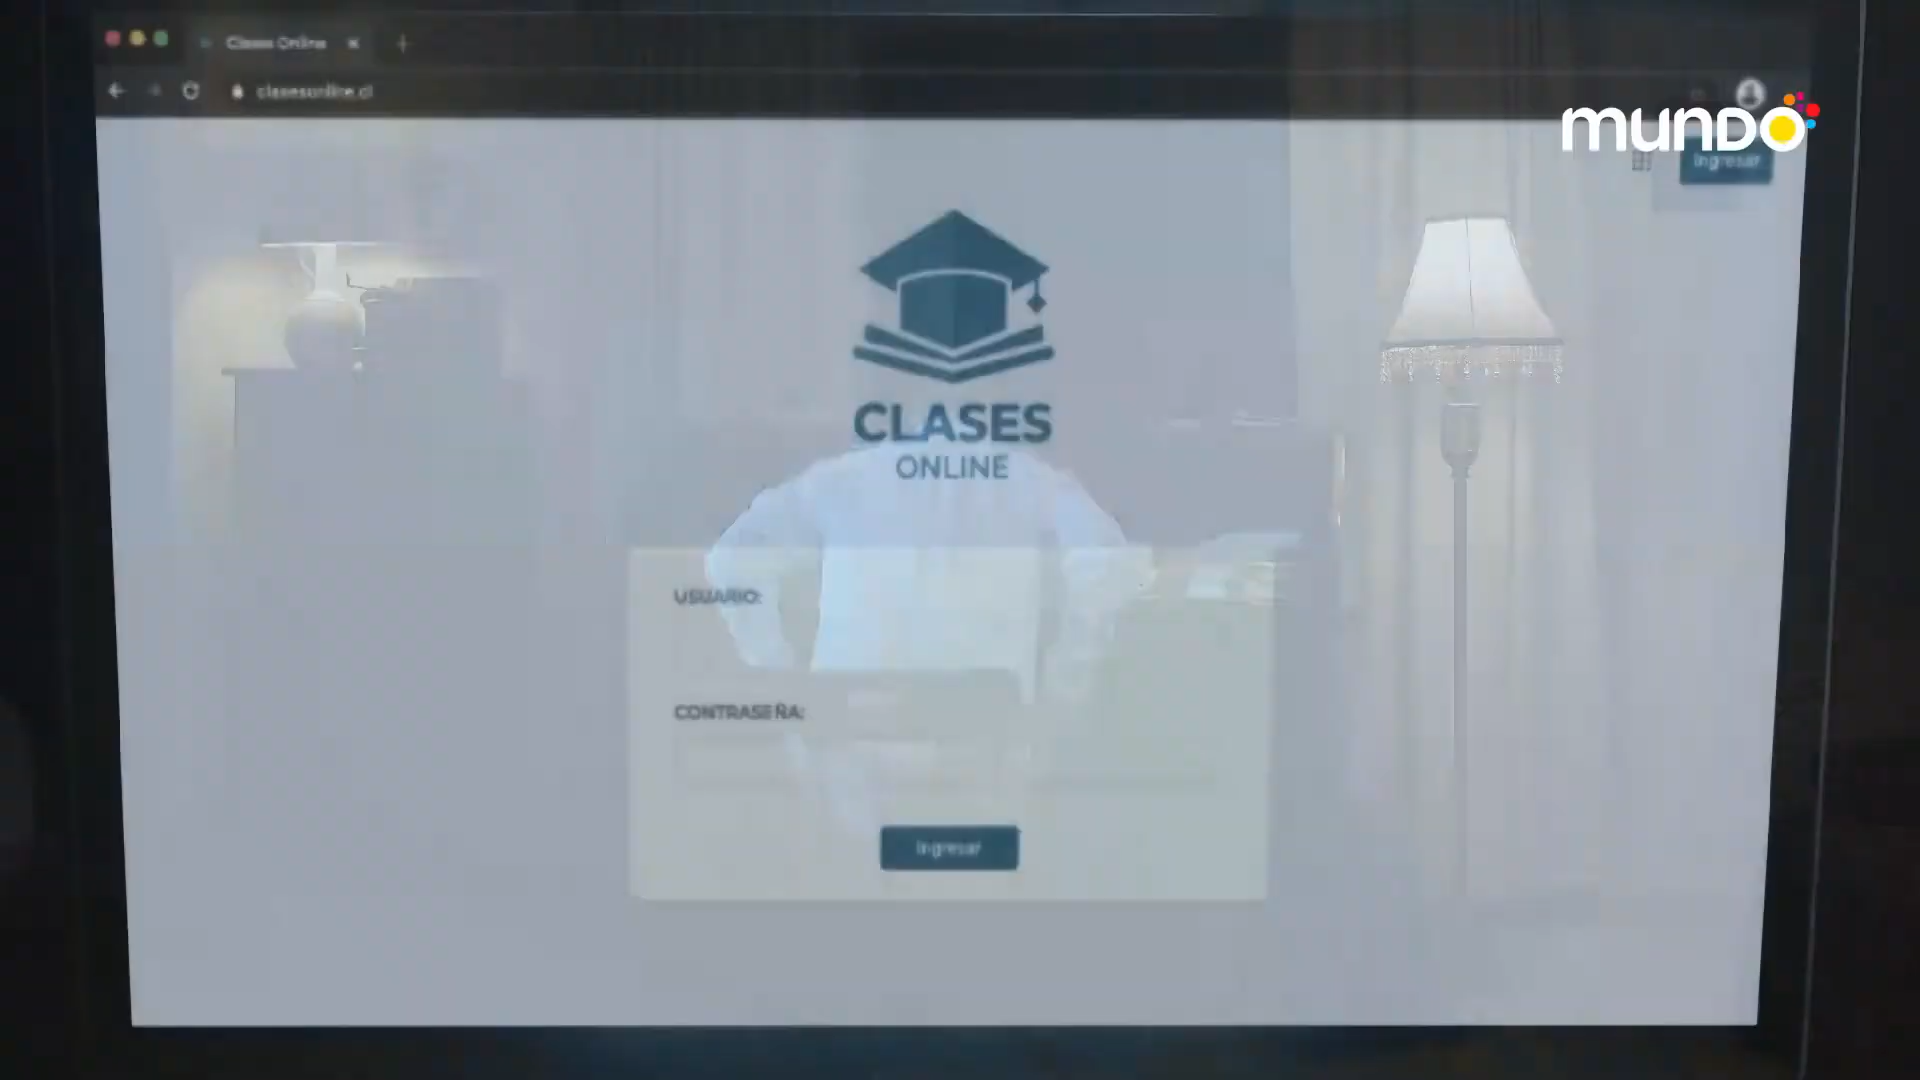 Clases Online
clasesonline.cl
munDO
Ingresar
CLASES
ONLINE
USUARIO:
CONTRASEÑA:
Ingresar